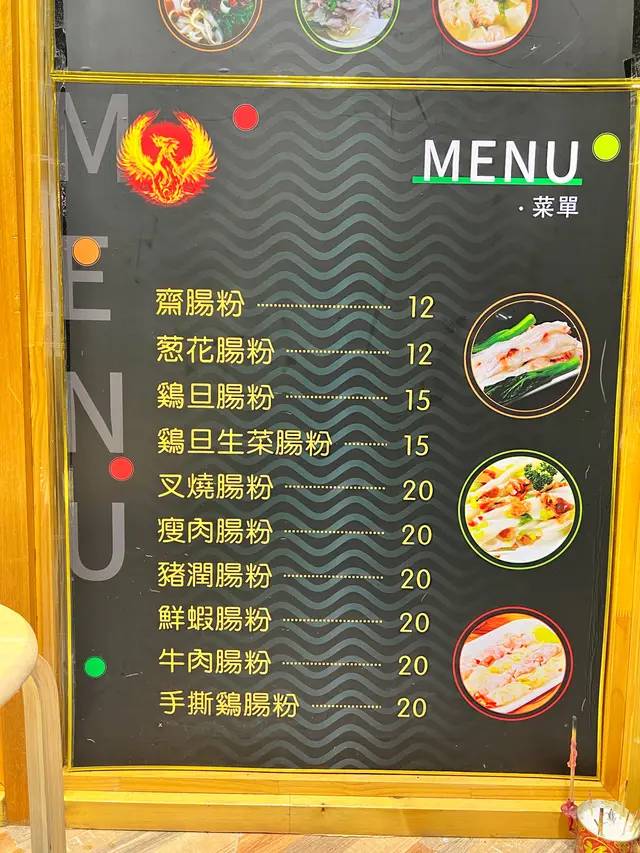 MENU
MENU
·菜單
齋腸粉 12
葱花腸粉 12
鷄旦腸粉 15
鷄旦生菜腸粉 15
叉燒腸粉 20
瘦肉腸粉 20
豬潤腸粉 20
鮮蝦腸粉 20
牛肉腸粉 20
手撕鷄腸粉 20